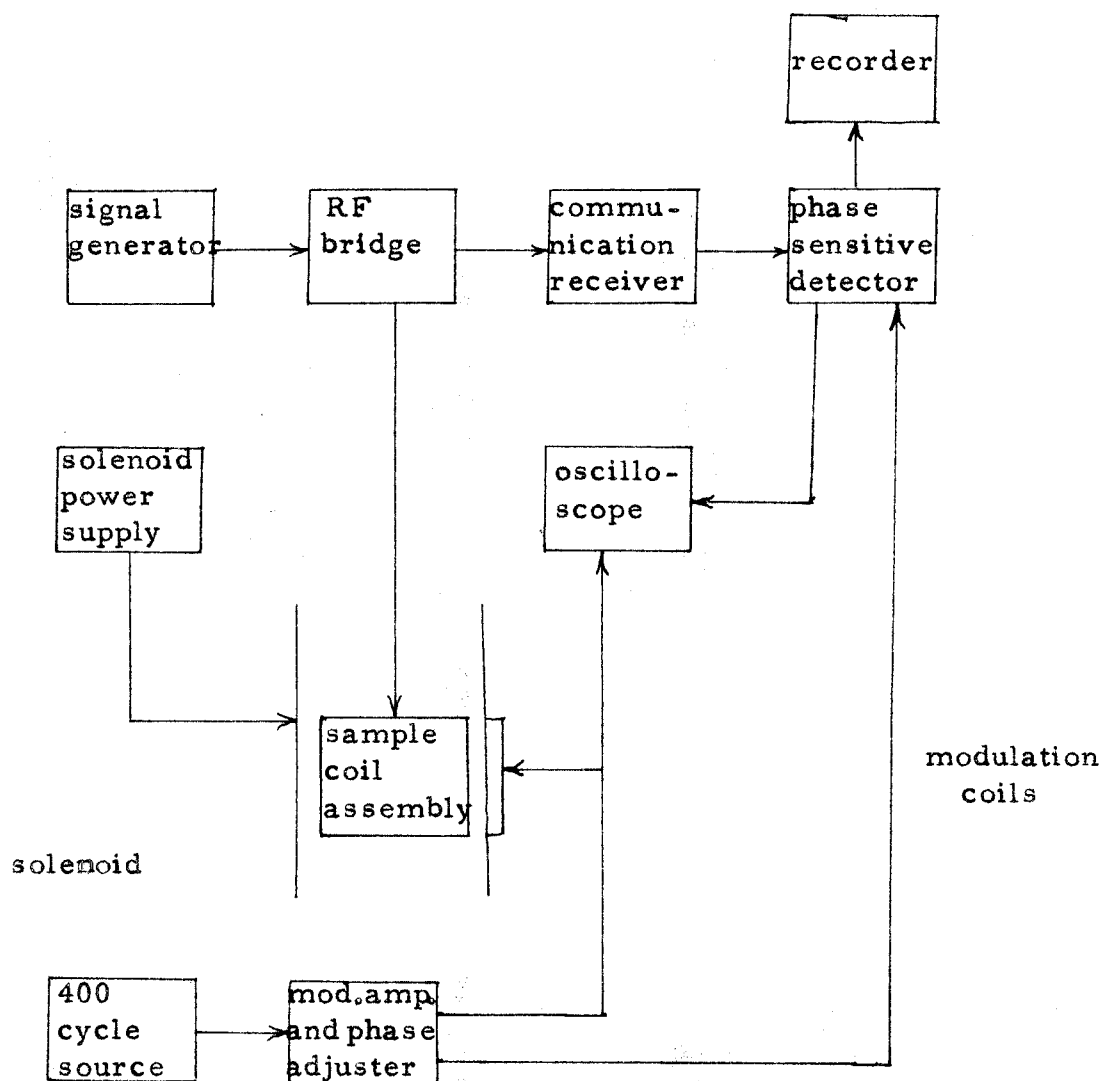 recorder
signal
generator
RF
bridge
commu-
nication
receiver
phase
sensitive
detector
solenoid
power
supply
oscillo-
scope
sample
coil
assembly
modulation
coils
solenoid
400
cycle
source
mod.amp.
and phase
adjuster